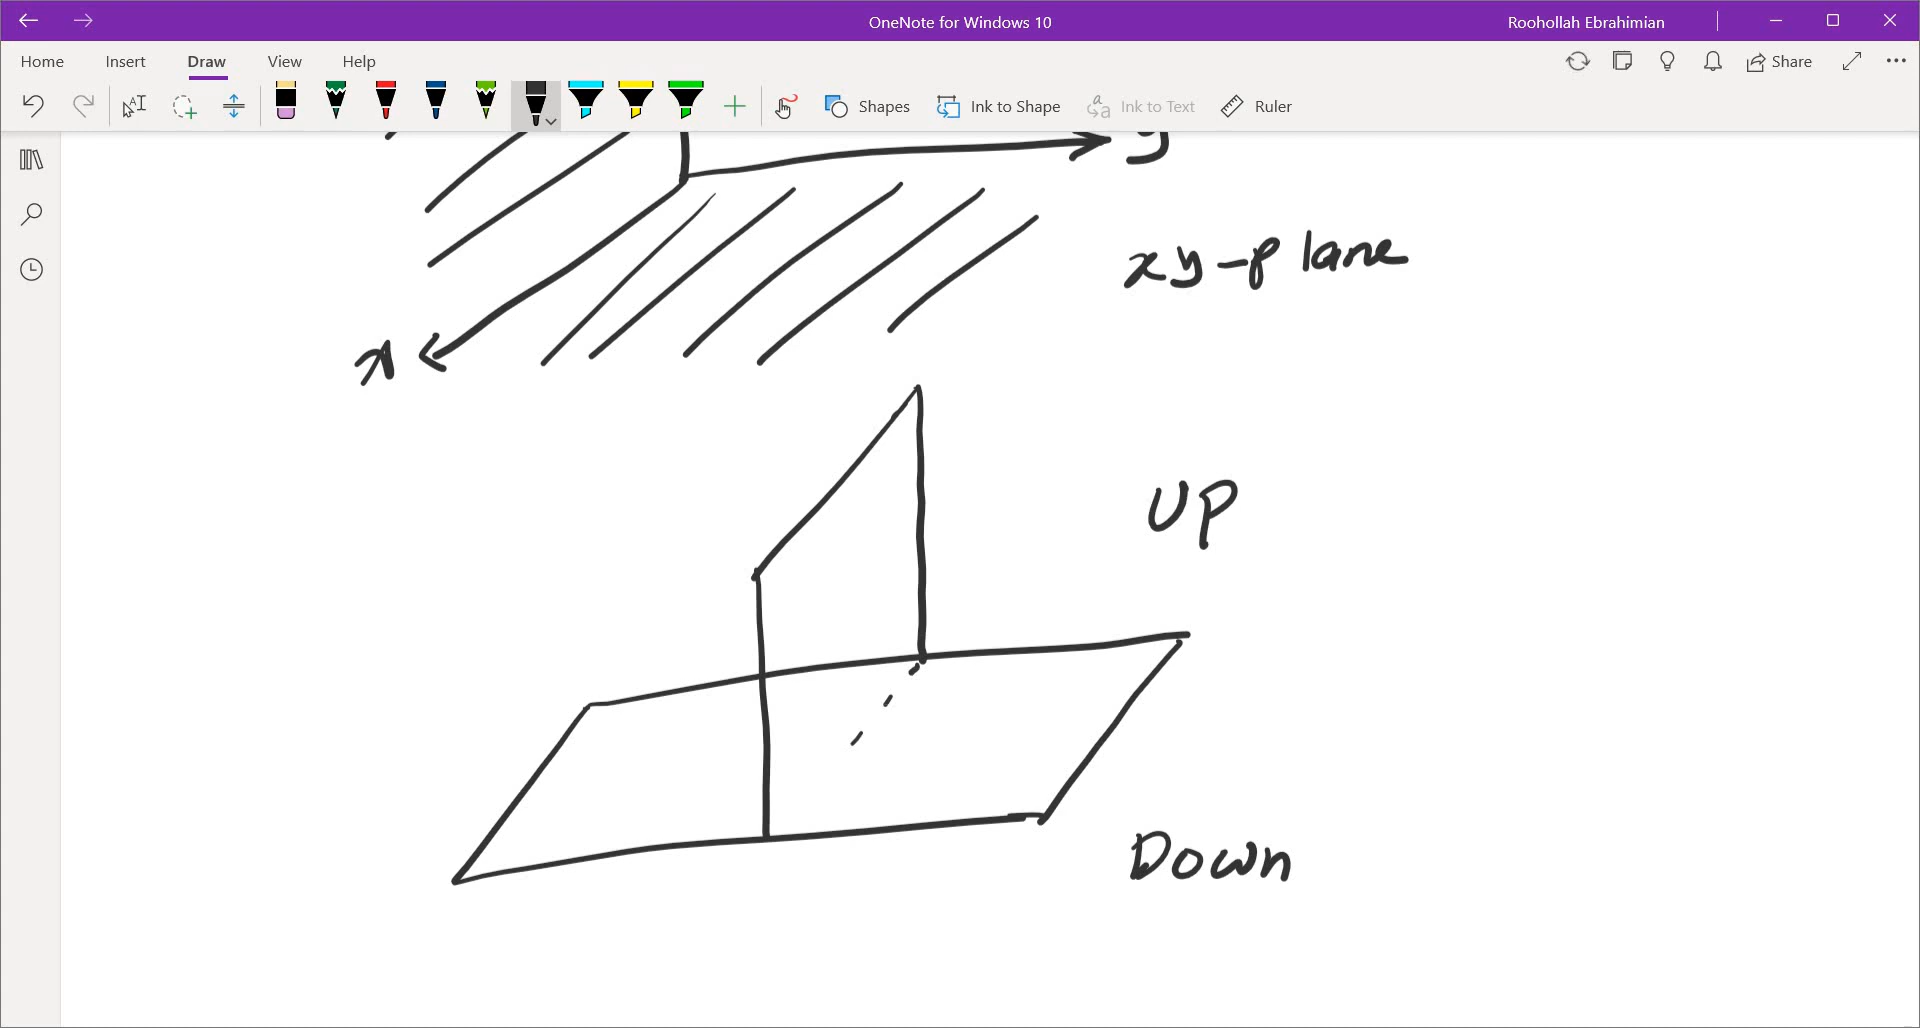 OneNote for Windows 10
Roohollah Ebrahimian
Home Insert Draw View Help
Share
Shapes Ink to Shape Ink to Text Ruler
y
xy-plane
x
UP
Down